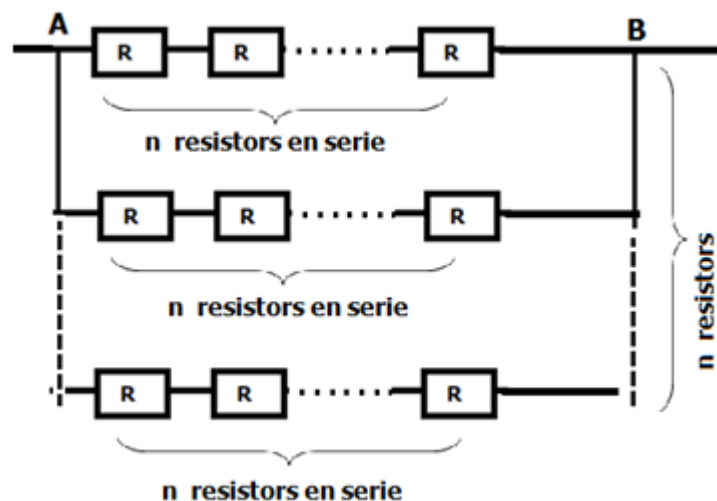 A B
R R R
n resistors en serie
R R R
n resistors en serie
n resistors
R R R
n resistors en serie